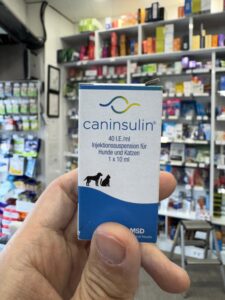 caninsulin®
40 I.E./ml
Injektionssuspension für
Hunde und Katzen
1 x 10 ml
MSD